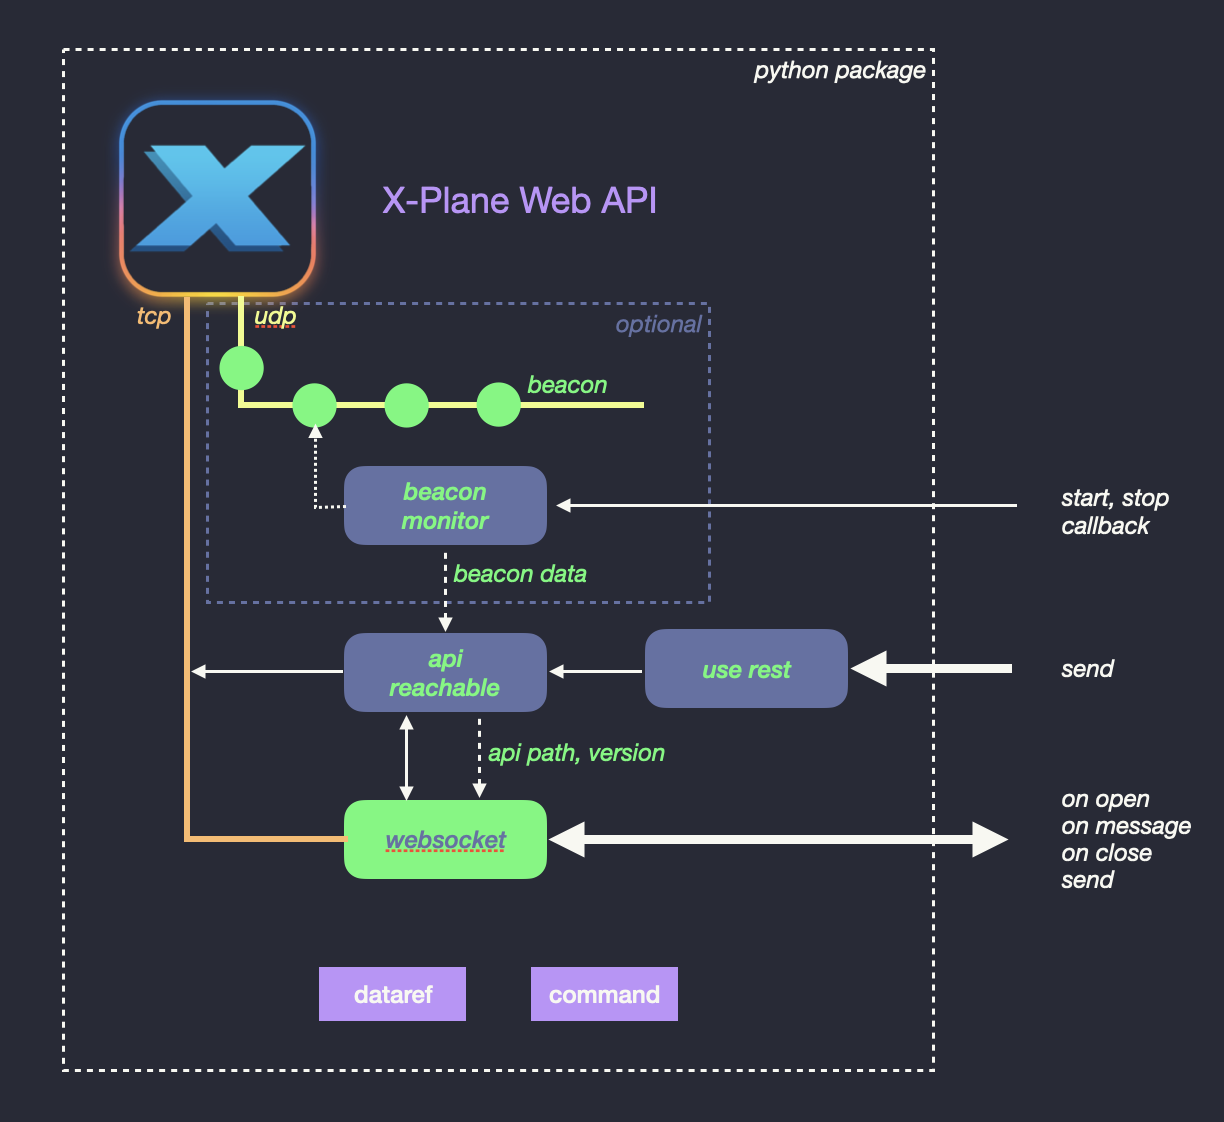 python package
X-Plane Web API
tcp
udp
optional
beacon
beacon
monitor
start, stop
callback
beacon data
api
reachable
use rest
send
api path, version
websocket
on open
on message
on close
send
dataref
command